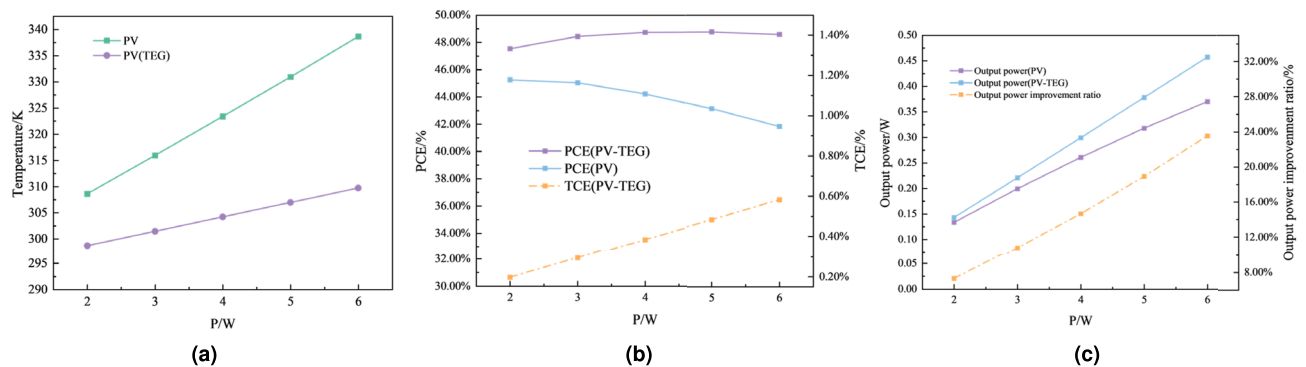 340
335
330
325
320
315
310
305
300
295
290
Temperature/K
PV
PV(TEG)
2 3 4 5 6
P/W
(a)
50.00%
48.00%
46.00%
44.00%
42.00%
40.00%
38.00%
36.00%
34.00%
32.00%
30.00%
PCE/%
PCE(PV-TEG)
PCE(PV)
TCE(PV-TEG)
1.40%
1.20%
1.00%
0.80%
0.60%
0.40%
0.20%
TCE/%
2 3 4 5 6
P/W
(b)
0.50
0.45
0.40
0.35
0.30
0.25
0.20
0.15
0.10
0.05
0.00
Output power/W
Output power(PV)
Output power(PV-TEG)
Output power improvement ratio
32.00%
28.00%
24.00%
20.00%
16.00%
12.00%
8.00%
Output power improvement ratio/%
2 3 4 5 6
P/W
(c)